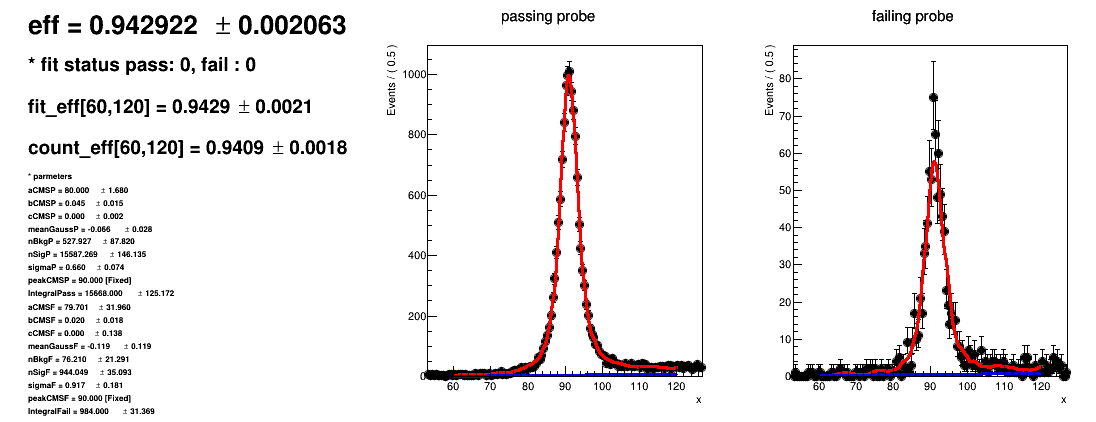 eff = 0.942922 ± 0.002063
* fit status pass: 0, fail : 0
fit_eff[60,120] = 0.9429 ± 0.0021
count_eff[60,120] = 0.9409 ± 0.0018
* parmeters
aCMSP = 80.000 ± 1.680
bCMSP = 0.045 ± 0.015
cCMSP = 0.000 ± 0.002
meanGaussP = -0.066 ± 0.028
nBkgP = 527.927 ± 87.820
nSigP = 15587.269 ± 146.135
sigmaP = 0.660 ± 0.074
peakCMSP = 90.000 [Fixed]
IntegralPass = 15668.000 ± 125.172
aCMSF = 79.701 ± 31.960
bCMSF = 0.020 ± 0.018
cCMSF = 0.000 ± 0.138
meanGaussF = -0.119 ± 0.119
nBkgF = 76.210 ± 21.291
nSigF = 944.049 ± 35.093
sigmaF = 0.917 ± 0.181
peakCMSF = 90.000 [Fixed]
IntegralFail = 984.000 ± 31.369
passing probe
Events / ( 0.5 )
1000
800
600
400
200
0
60 70 80 90 100 110 120
x
failing probe
Events / ( 0.5 )
80
70
60
50
40
30
20
10
0
60 70 80 90 100 110 120
x